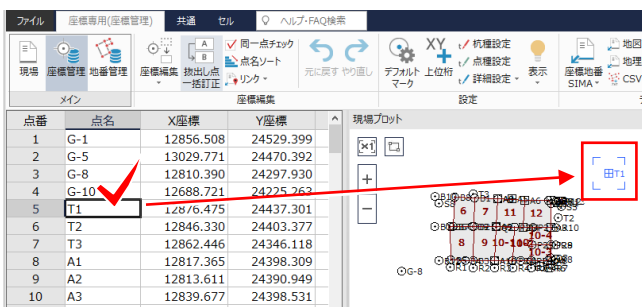 ファイル 座標専用(座標管理) 共通 セル ヘルプ・FAQ検索
現場 座標管理 地番管理 座標編集 抜出し点一括訂正 同一点チェック 点名ソート リンク 元に戻す やり直し デフォルトマーク XY 上位桁 杭種設定 点種設定 詳細設定 表示 座標地番SIMA 地図 地理 CSV
メイン 座標編集 設定
点番 点名 X座標 Y座標 現場プロット
1 G-1 12856.508 24529.399
2 G-5 13029.771 24470.392
3 G-8 12810.390 24297.930
4 G-10 12688.721 24225.263
5 T1 12876.475 24437.301
6 T2 12846.330 24403.377
7 T3 12862.446 24346.118
8 A1 12817.365 24398.309
9 A2 12813.611 24390.949
10 A3 12839.677 24398.531
T1
T3
6 7 11 12
T2
8 9
G-8